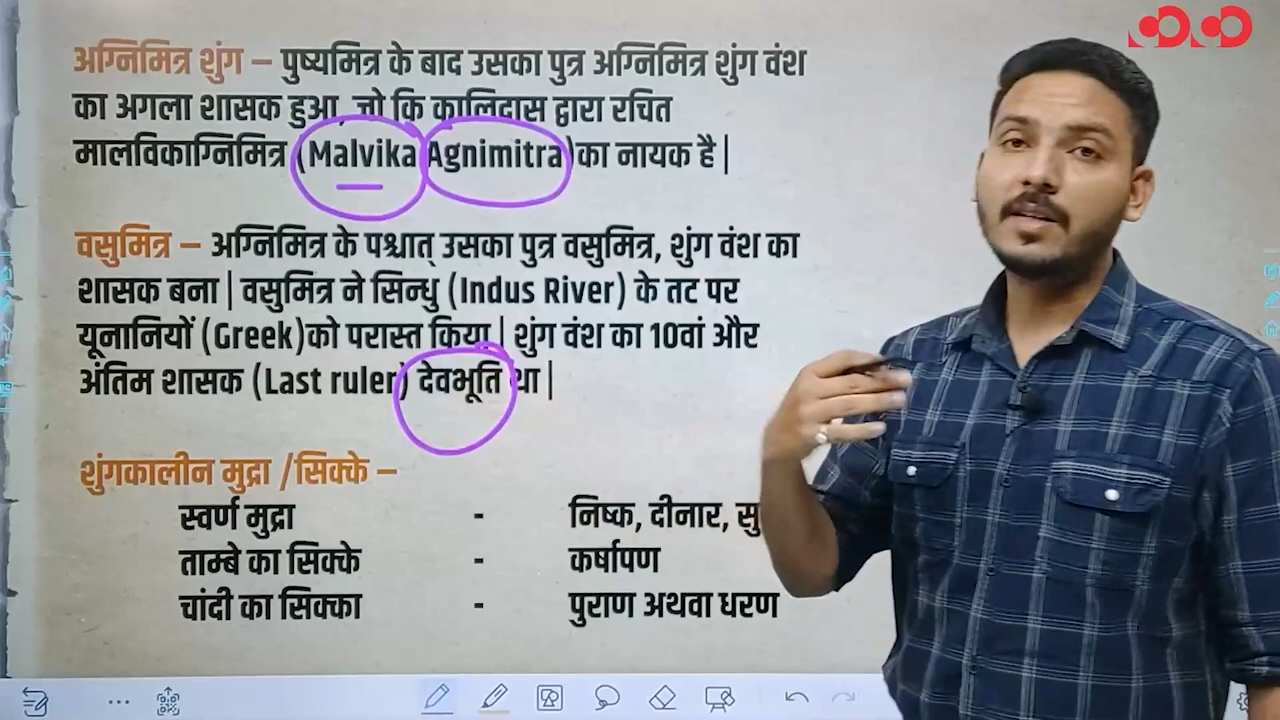 अग्निमित्र शुंग – पुष्यमित्र के बाद उसका पुत्र अग्निमित्र शुंग वंश
का अगला शासक हुआ, जो कि कालिदास द्वारा रचित
मालविकाग्निमित्र (Malvika Agnimitra)का नायक है |
वसुमित्र – अग्निमित्र के पश्चात् उसका पुत्र वसुमित्र, शुंग वंश का
शासक बना | वसुमित्र ने सिन्धु (Indus River) के तट पर
यूनानियों (Greek)को परास्त किया | शुंग वंश का 10वां और
अंतिम शासक (Last ruler) देवभूति था |
शुंगकालीन मुद्रा /सिक्के –
स्वर्ण मुद्रा - निष्क, दीनार,
ताम्बे का सिक्के - कर्षापण
चांदी का सिक्का - पुराण अथवा धरण